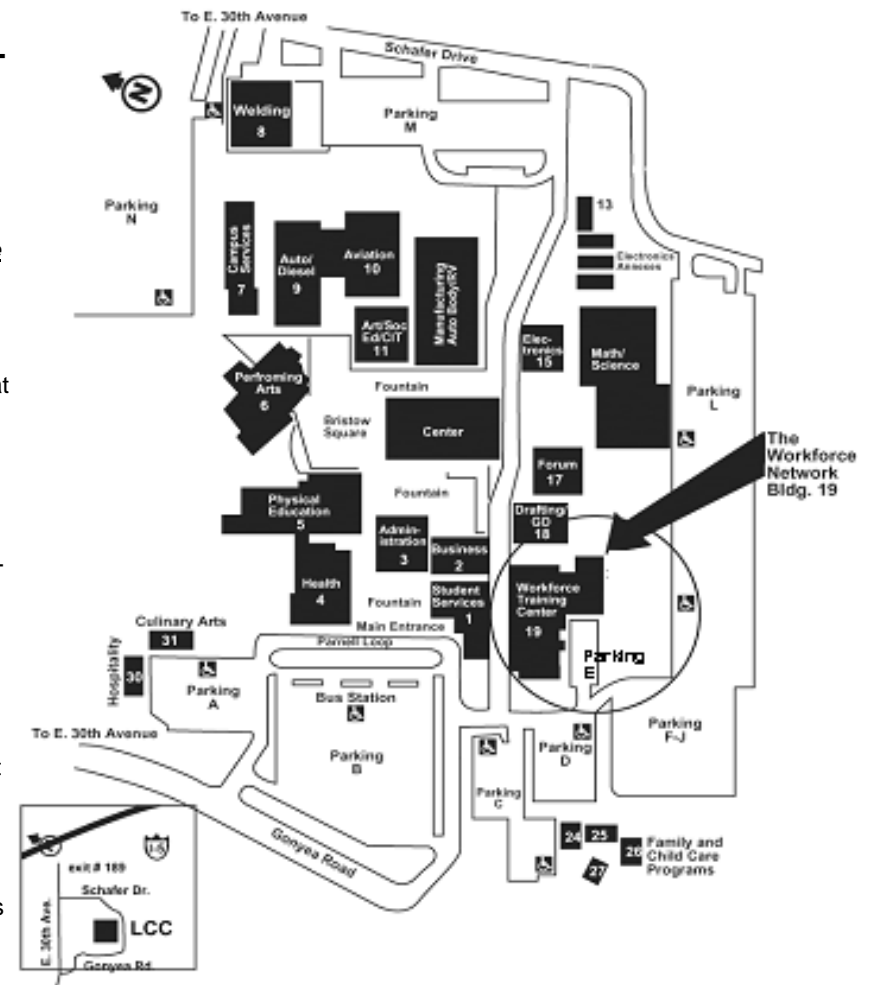 To E. 30th Avenue
Schafer Drive
N
Welding
8
Parking
M
Parking
N
13
Electronics
Annexes
Campus
Services
7
Auto/
Diesel
9
Aviation
10
Manufacturing
Auto Body/RV
Art/Soc
Ed/CIT
11
Elec-
tronics
15
Math/
Science
Perfroming
Arts
6
Fountain
Bristow
Square
Center
Parking
L
The
Workforce
Network
Bldg. 19
Forum
17
Physical
Education
5
Fountain
Drafting/
GD
18
Admin-
istration
3
Business
2
Health
4
Student
Services
1
Workforce
Training
Center
19
Fountain
Main Entrance
Parnell Loop
Culinary Arts
31
Hospitality
30
Parking
A
Parking
E
Bus Station
Parking
B
To E. 30th Avenue
Parking
D
Parking
F-J
Parking
C
Gonyea Road
24
25
26
27
Family and
Child Care
Programs
I-5
exit # 189
Schafer Dr.
E. 30th Ave.
LCC
Gonyea Rd.